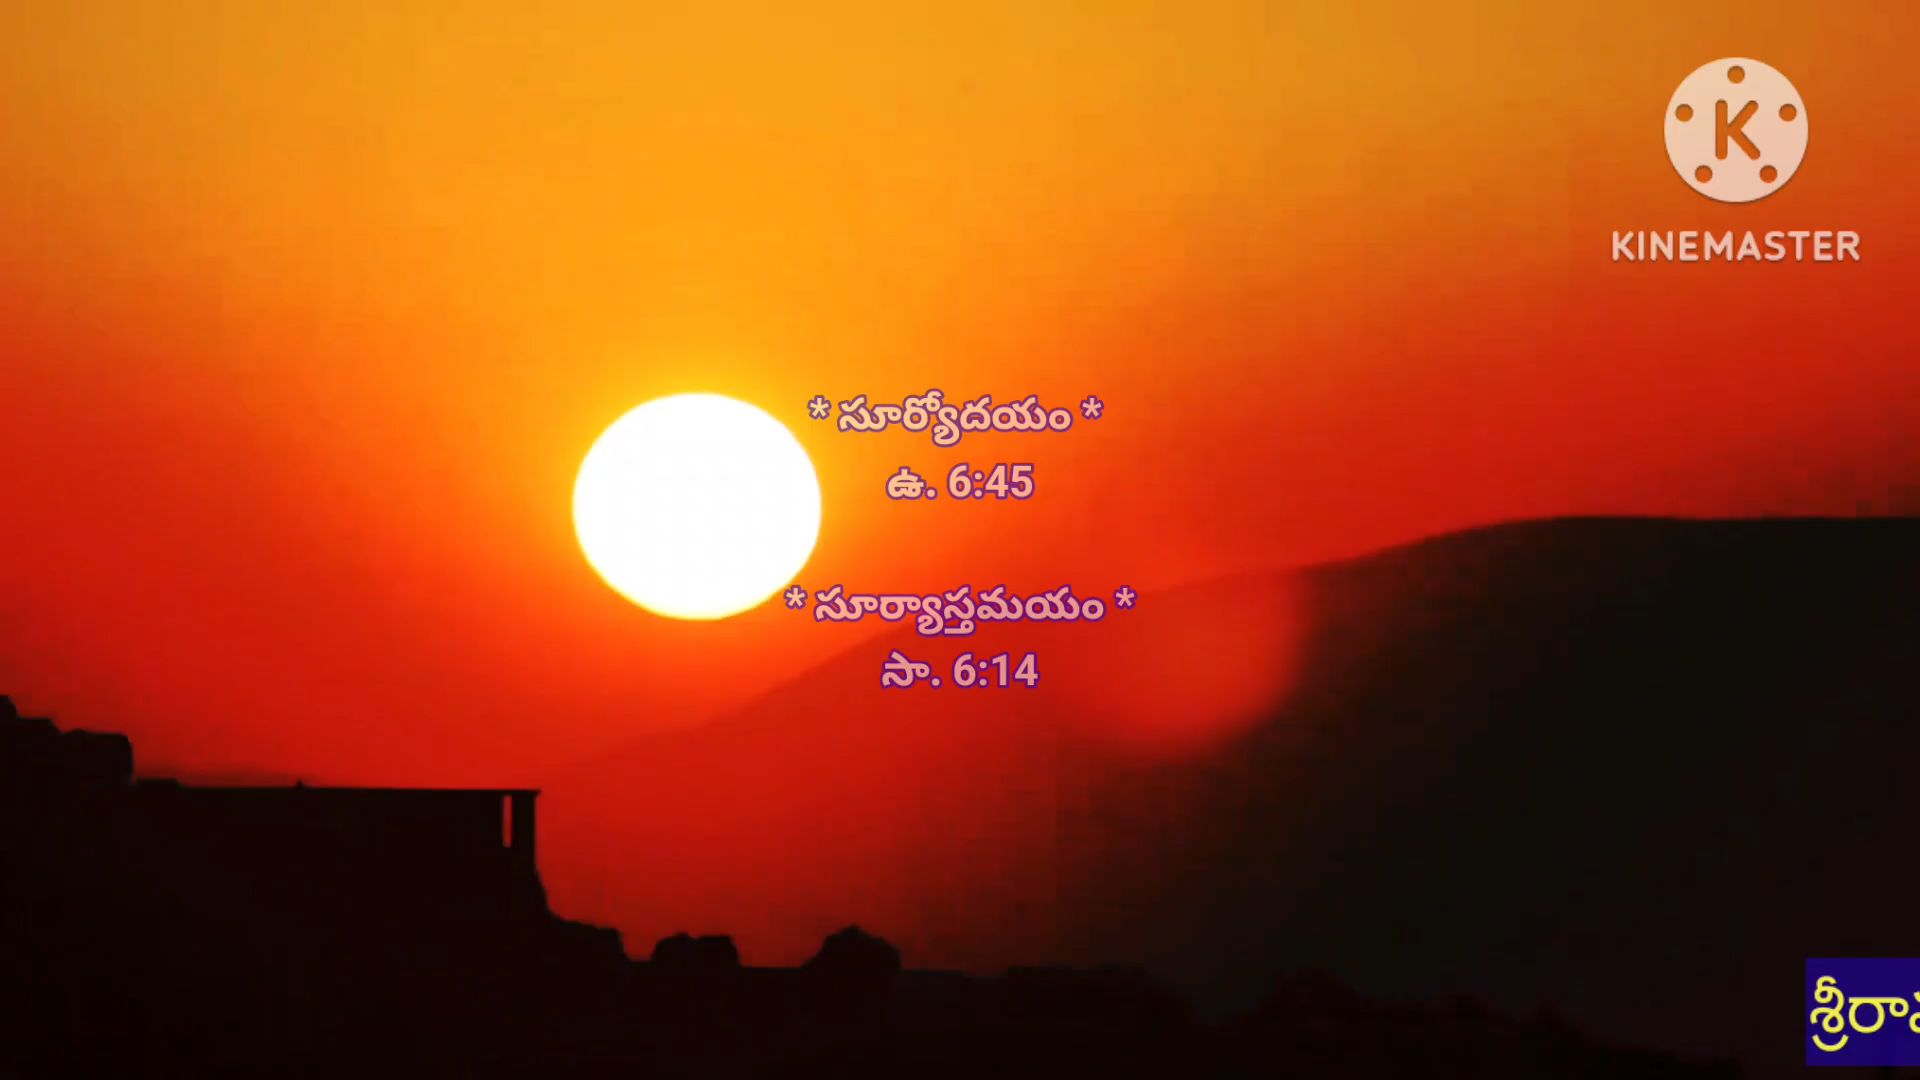 K
KINEMASTER
* సూర్యోదయం *
ఉ. 6:45
* సూర్యాస్తమయం *
సా. 6:14